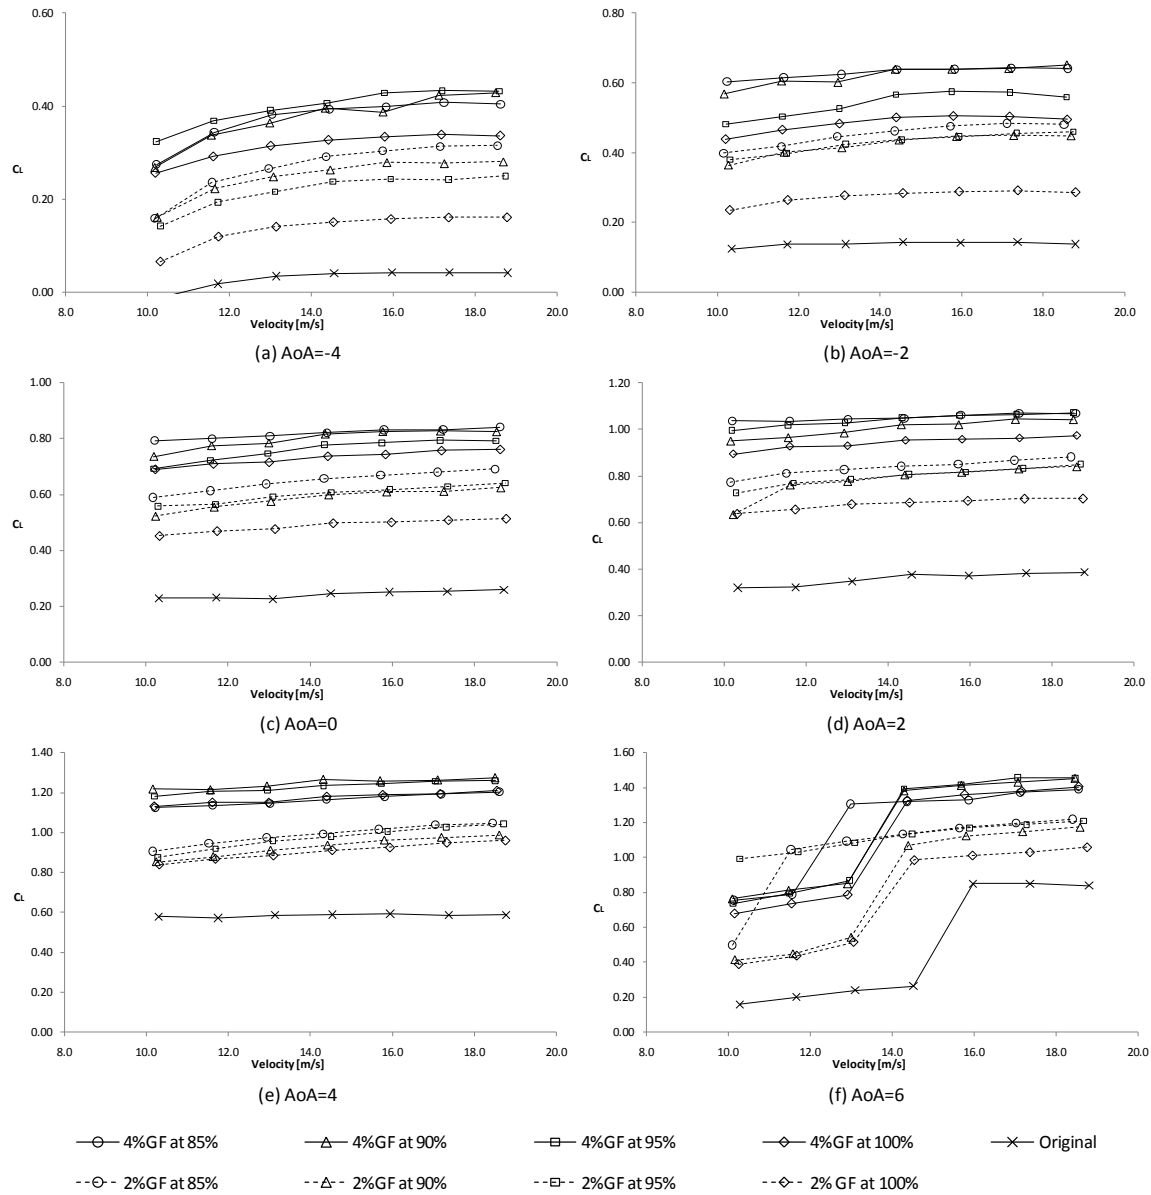 0.60
0.40
CL
0.20
0.00
8.0 10.0 12.0 14.0 16.0 18.0 20.0
Velocity [m/s]
(a) AoA=-4
0.80
0.60
0.40
CL
0.20
0.00
8.0 10.0 12.0 14.0 16.0 18.0 20.0
Velocity [m/s]
(b) AoA=-2
1.00
0.80
0.60
CL
0.40
0.20
0.00
8.0 10.0 12.0 14.0 16.0 18.0 20.0
Velocity [m/s]
(c) AoA=0
1.20
1.00
0.80
0.60
CL
0.40
0.20
0.00
8.0 10.0 12.0 14.0 16.0 18.0 20.0
Velocity [m/s]
(d) AoA=2
1.40
1.20
1.00
0.80
CL
0.60
0.40
0.20
0.00
8.0 10.0 12.0 14.0 16.0 18.0 20.0
Velocity [m/s]
(e) AoA=4
1.60
1.40
1.20
1.00
0.80
CL
0.60
0.40
0.20
0.00
8.0 10.0 12.0 14.0 16.0 18.0 20.0
Velocity [m/s]
(f) AoA=6
4%GF at 85% 4%GF at 90% 4%GF at 95% 4%GF at 100% Original
2%GF at 85% 2%GF at 90% 2%GF at 95% 2% GF at 100%